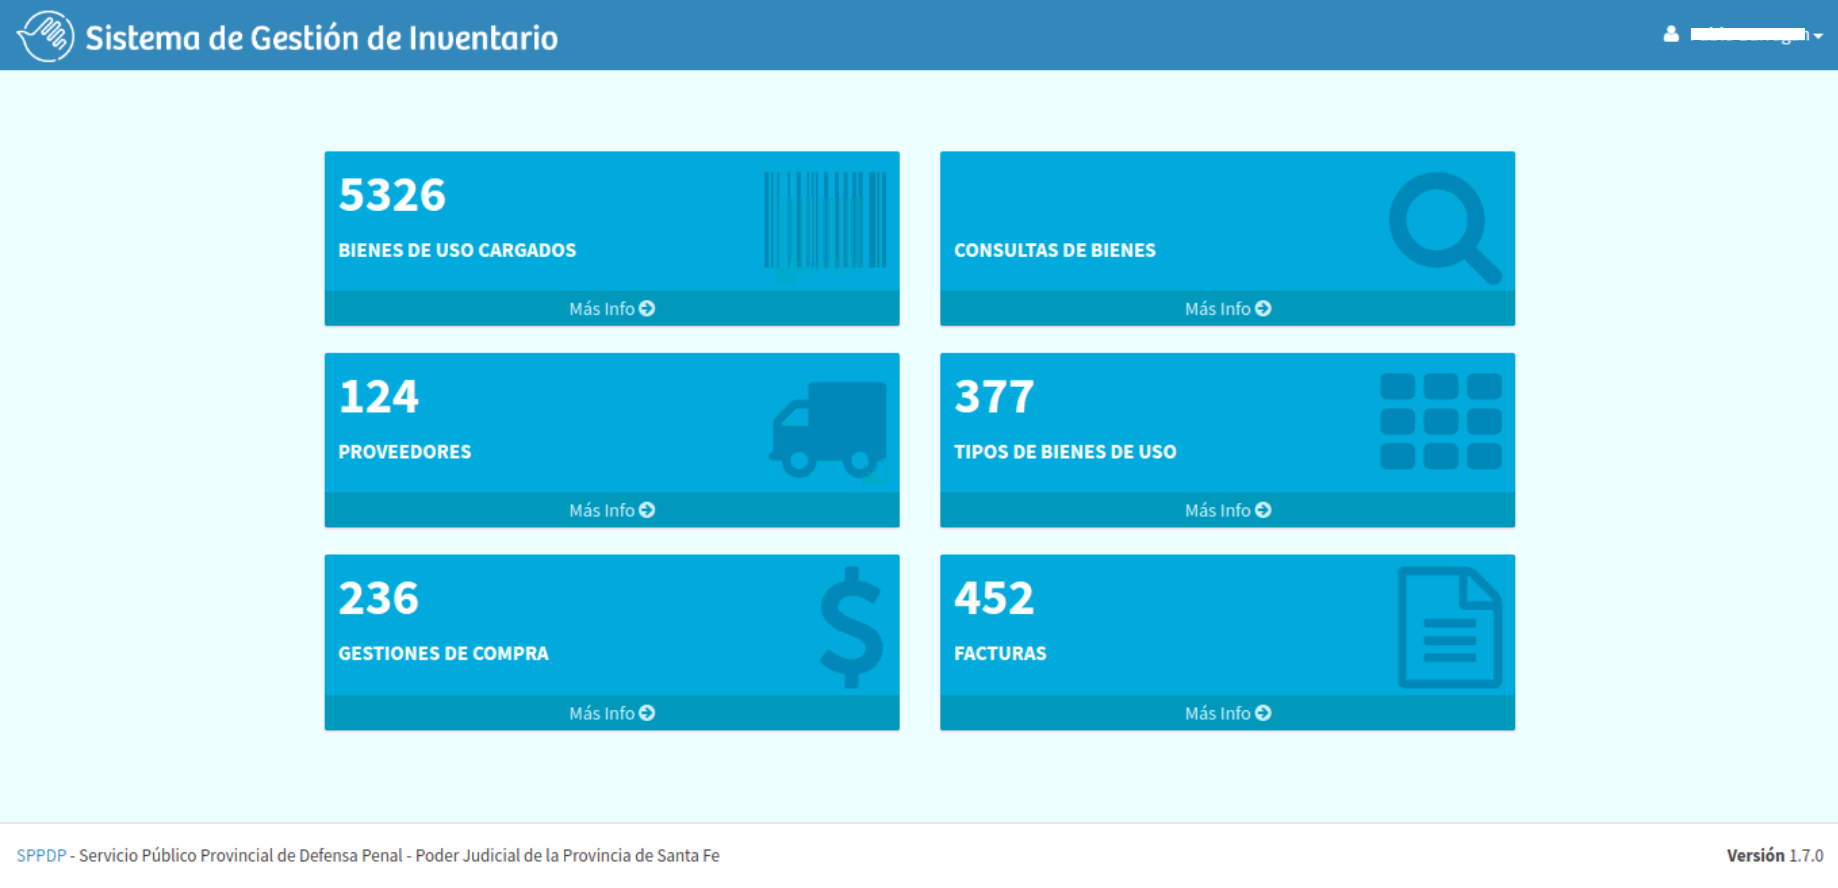 Sistema de Gestión de Inventario
5326
BIENES DE USO CARGADOS
Más Info
CONSULTAS DE BIENES
Más Info
124
PROVEEDORES
Más Info
377
TIPOS DE BIENES DE USO
Más Info
236
GESTIONES DE COMPRA
Más Info
452
FACTURAS
Más Info
SPPDP - Servicio Público Provincial de Defensa Penal - Poder Judicial de la Provincia de Santa Fe
Versión 1.7.0